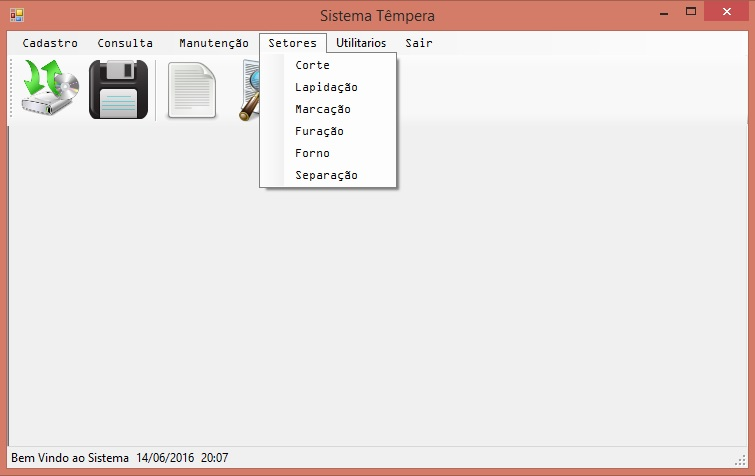 Sistema Têmpera
Cadastro Consulta Manutenção Setores Utilitarios Sair
Corte
Lapidação
Marcação
Furação
Forno
Separação
Bem Vindo ao Sistema 14/06/2016 20:07